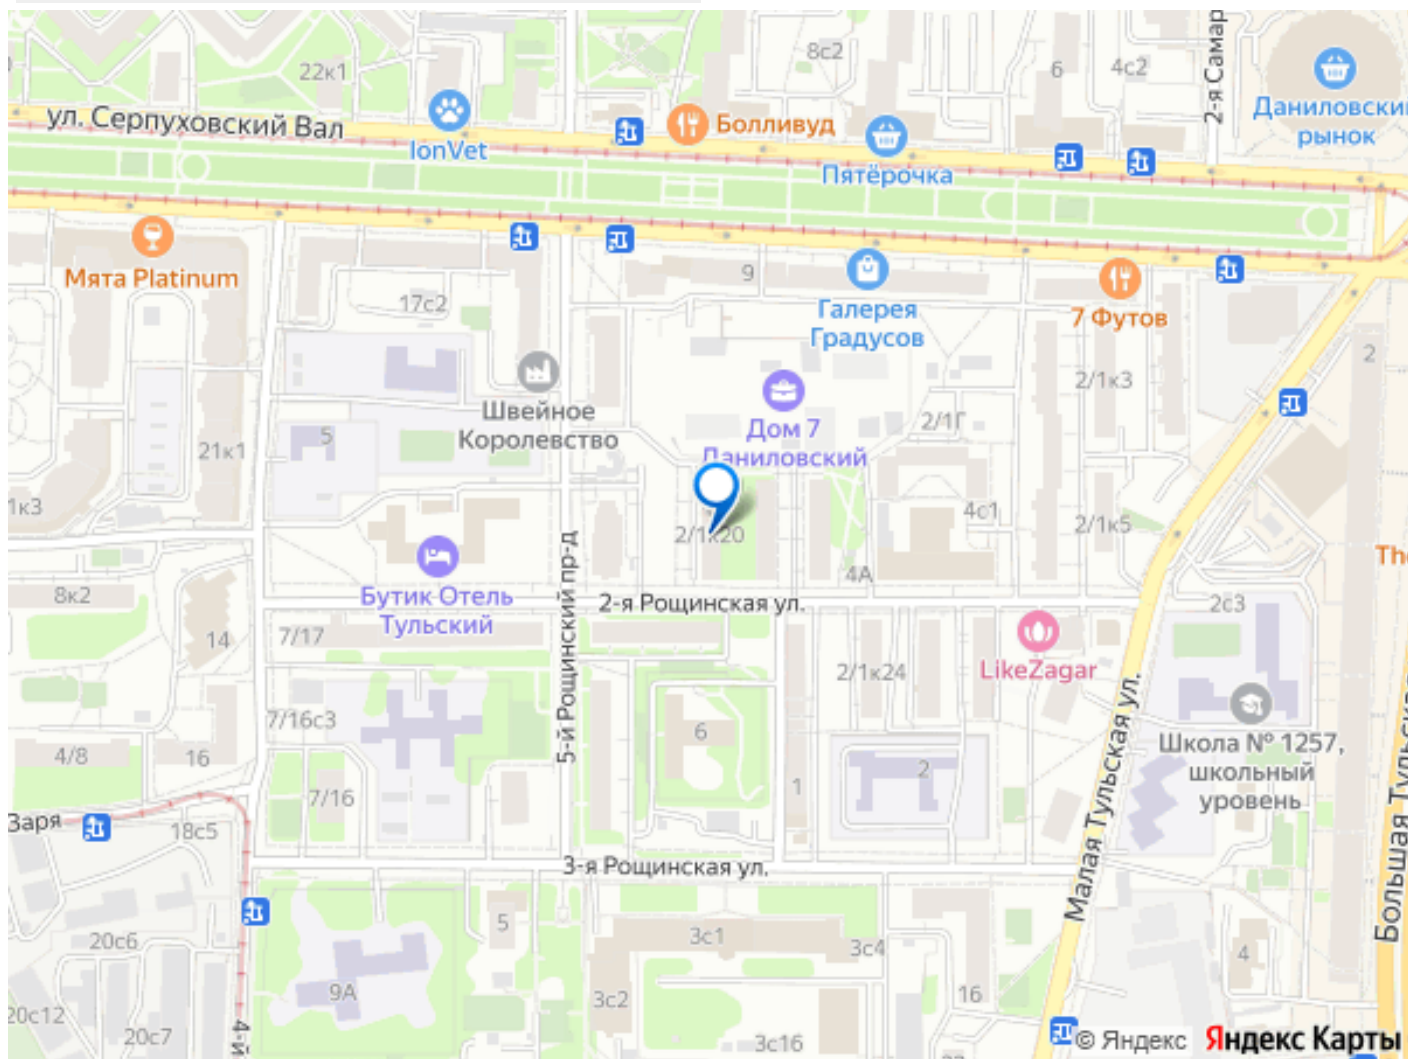 22к1
8с2
6
4с2
2-я Самар
Даниловский
рынок
ул. Серпуховский Вал
IonVet
Болливуд
Пятёрочка
Мята Platinum
17с2
9
Галерея
Градусов
7 Футов
2
Швейное
Королевство
5
21к1
Дом 7
Даниловский
2/1Г
2/1к3
1к3
2/1к20
4с1
2/1к5
4А
The
5-й Рощинский пр-д
Бутик Отель
Тульский
8к2
14
7/17
2-я Рощинская ул.
2с3
LikeZagar
2/1к24
7/16с3
6
4/8
16
7/16
1
2
Малая Тульская ул.
Школа № 1257,
школьный
уровень
Большая Тульская
Заря
18с5
3-я Рощинская ул.
5
3с1
3с4
20с6
9А
3с2
16
4
20с12
20с7
4-й
3с16
22
© Яндекс
Яндекс Карты